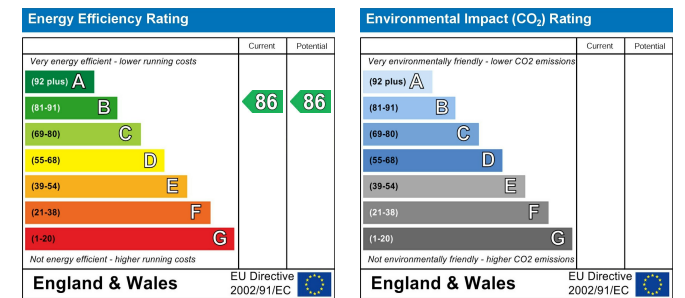 Energy Efficiency Rating
Current Potential
Very energy efficient - lower running costs
(92 plus) A
(81-91) B
86 86
(69-80) C
(55-68) D
(39-54) E
(21-38) F
(1-20) G
Not energy efficient - higher running costs
England & Wales
EU Directive
2002/91/EC
Environmental Impact (CO2) Rating
Current Potential
Very environmentally friendly - lower CO2 emissions
(92 plus) A
(81-91) B
(69-80) C
(55-68) D
(39-54) E
(21-38) F
(1-20) G
Not environmentally friendly - higher CO2 emissions
England & Wales
EU Directive
2002/91/EC